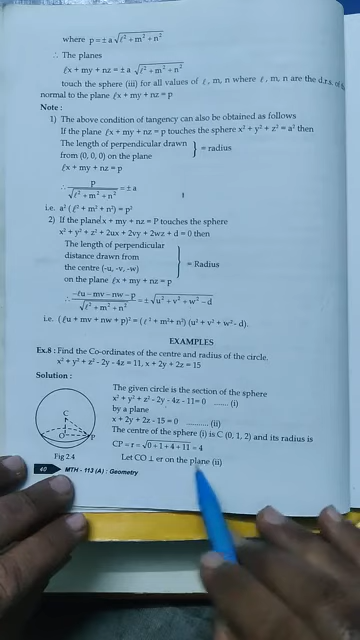 where p=±a√ℓ²+m²+n²
∴ The planes
ℓx + my + nz = ±a √ℓ²+m²+n²
touch the sphere (iii) for all values of ℓ, m, n where ℓ, m, n are the d.r.s. of the
normal to the plane ℓx + my + nz = p
Note :
1) The above condition of tangency can also be obtained as follows
If the plane ℓx + my + nz = p touches the sphere x² + y² + z² = a² then
The length of perpendicular drawn
from (0, 0, 0) on the plane } = radius
ℓx + my + nz = p
∴ p/√ℓ²+m²+n² = ±a
i.e. a² (ℓ² + m² + n²) = p²
2) If the plane ℓx + my + nz = P touches the sphere
x² + y² + z² + 2ux + 2vy + 2wz + d = 0 then
The length of perpendicular
distance drawn from
the centre (-u, -v, -w) } = Radius
on the plane ℓx + my + nz = p
∴ -ℓu-mv-nw-p/√ℓ²+m²+n² = ±√u²+v²+w²-d
i.e. (ℓu + mv + nw + p)² = (ℓ² + m² + n²) (u² + v² + w² - d).
EXAMPLES
Ex.8 : Find the Co-ordinates of the centre and radius of the circle.
x² + y² + z² - 2y - 4z = 11, x + 2y + 2z = 15
Solution :
The given circle is the section of the sphere
x² + y² + z² - 2y - 4z - 11 = 0 ........ (i)
by a plane
x + 2y + 2z - 15 = 0 ........... (ii)
The centre of the sphere (i) is C (0, 1, 2) and its radius is
CP = r = √0+1+4+11 = 4
Let CO ⊥ er on the plane (ii)
C
O
P
Fig 2.4
40 MTH - 113 (A) : Geometry